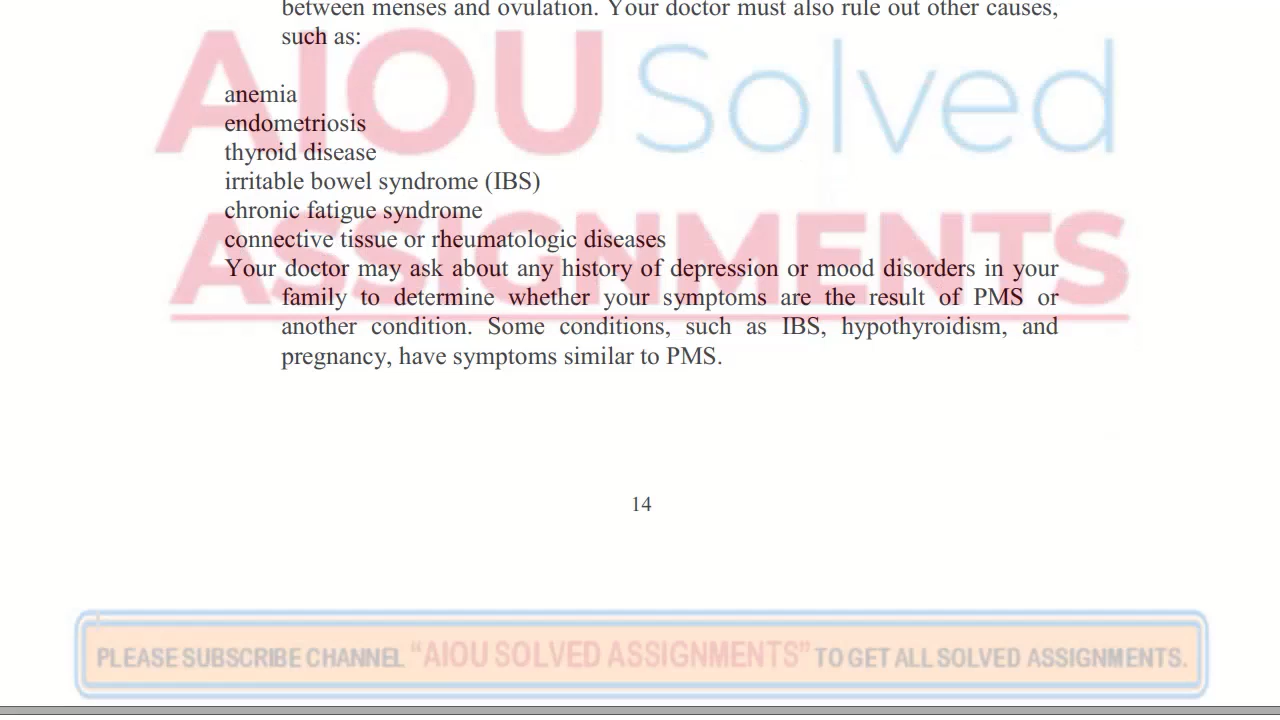 between menses and ovulation. Your doctor must also rule out other causes,
such as:
anemia
endometriosis
thyroid disease
irritable bowel syndrome (IBS)
chronic fatigue syndrome
connective tissue or rheumatologic diseases
Your doctor may ask about any history of depression or mood disorders in your
family to determine whether your symptoms are the result of PMS or
another condition. Some conditions, such as IBS, hypothyroidism, and
pregnancy, have symptoms similar to PMS.
AIOU Solved
ASSIGNMENTS
14
PLEASE SUBSCRIBE CHANNEL "AIOU SOLVED ASSIGNMENTS" TO GET ALL SOLVED ASSIGNMENTS.